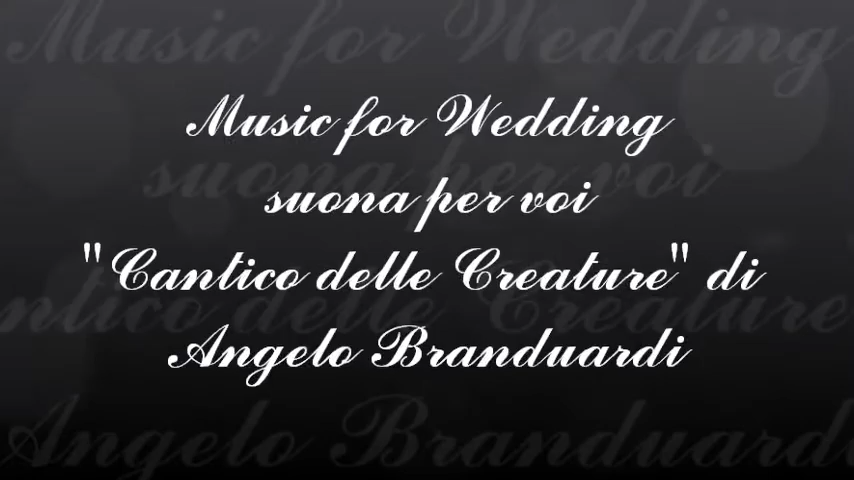 Music for Wedding
suona per voi
"Cantico delle Creature" di
Angelo Branduardi